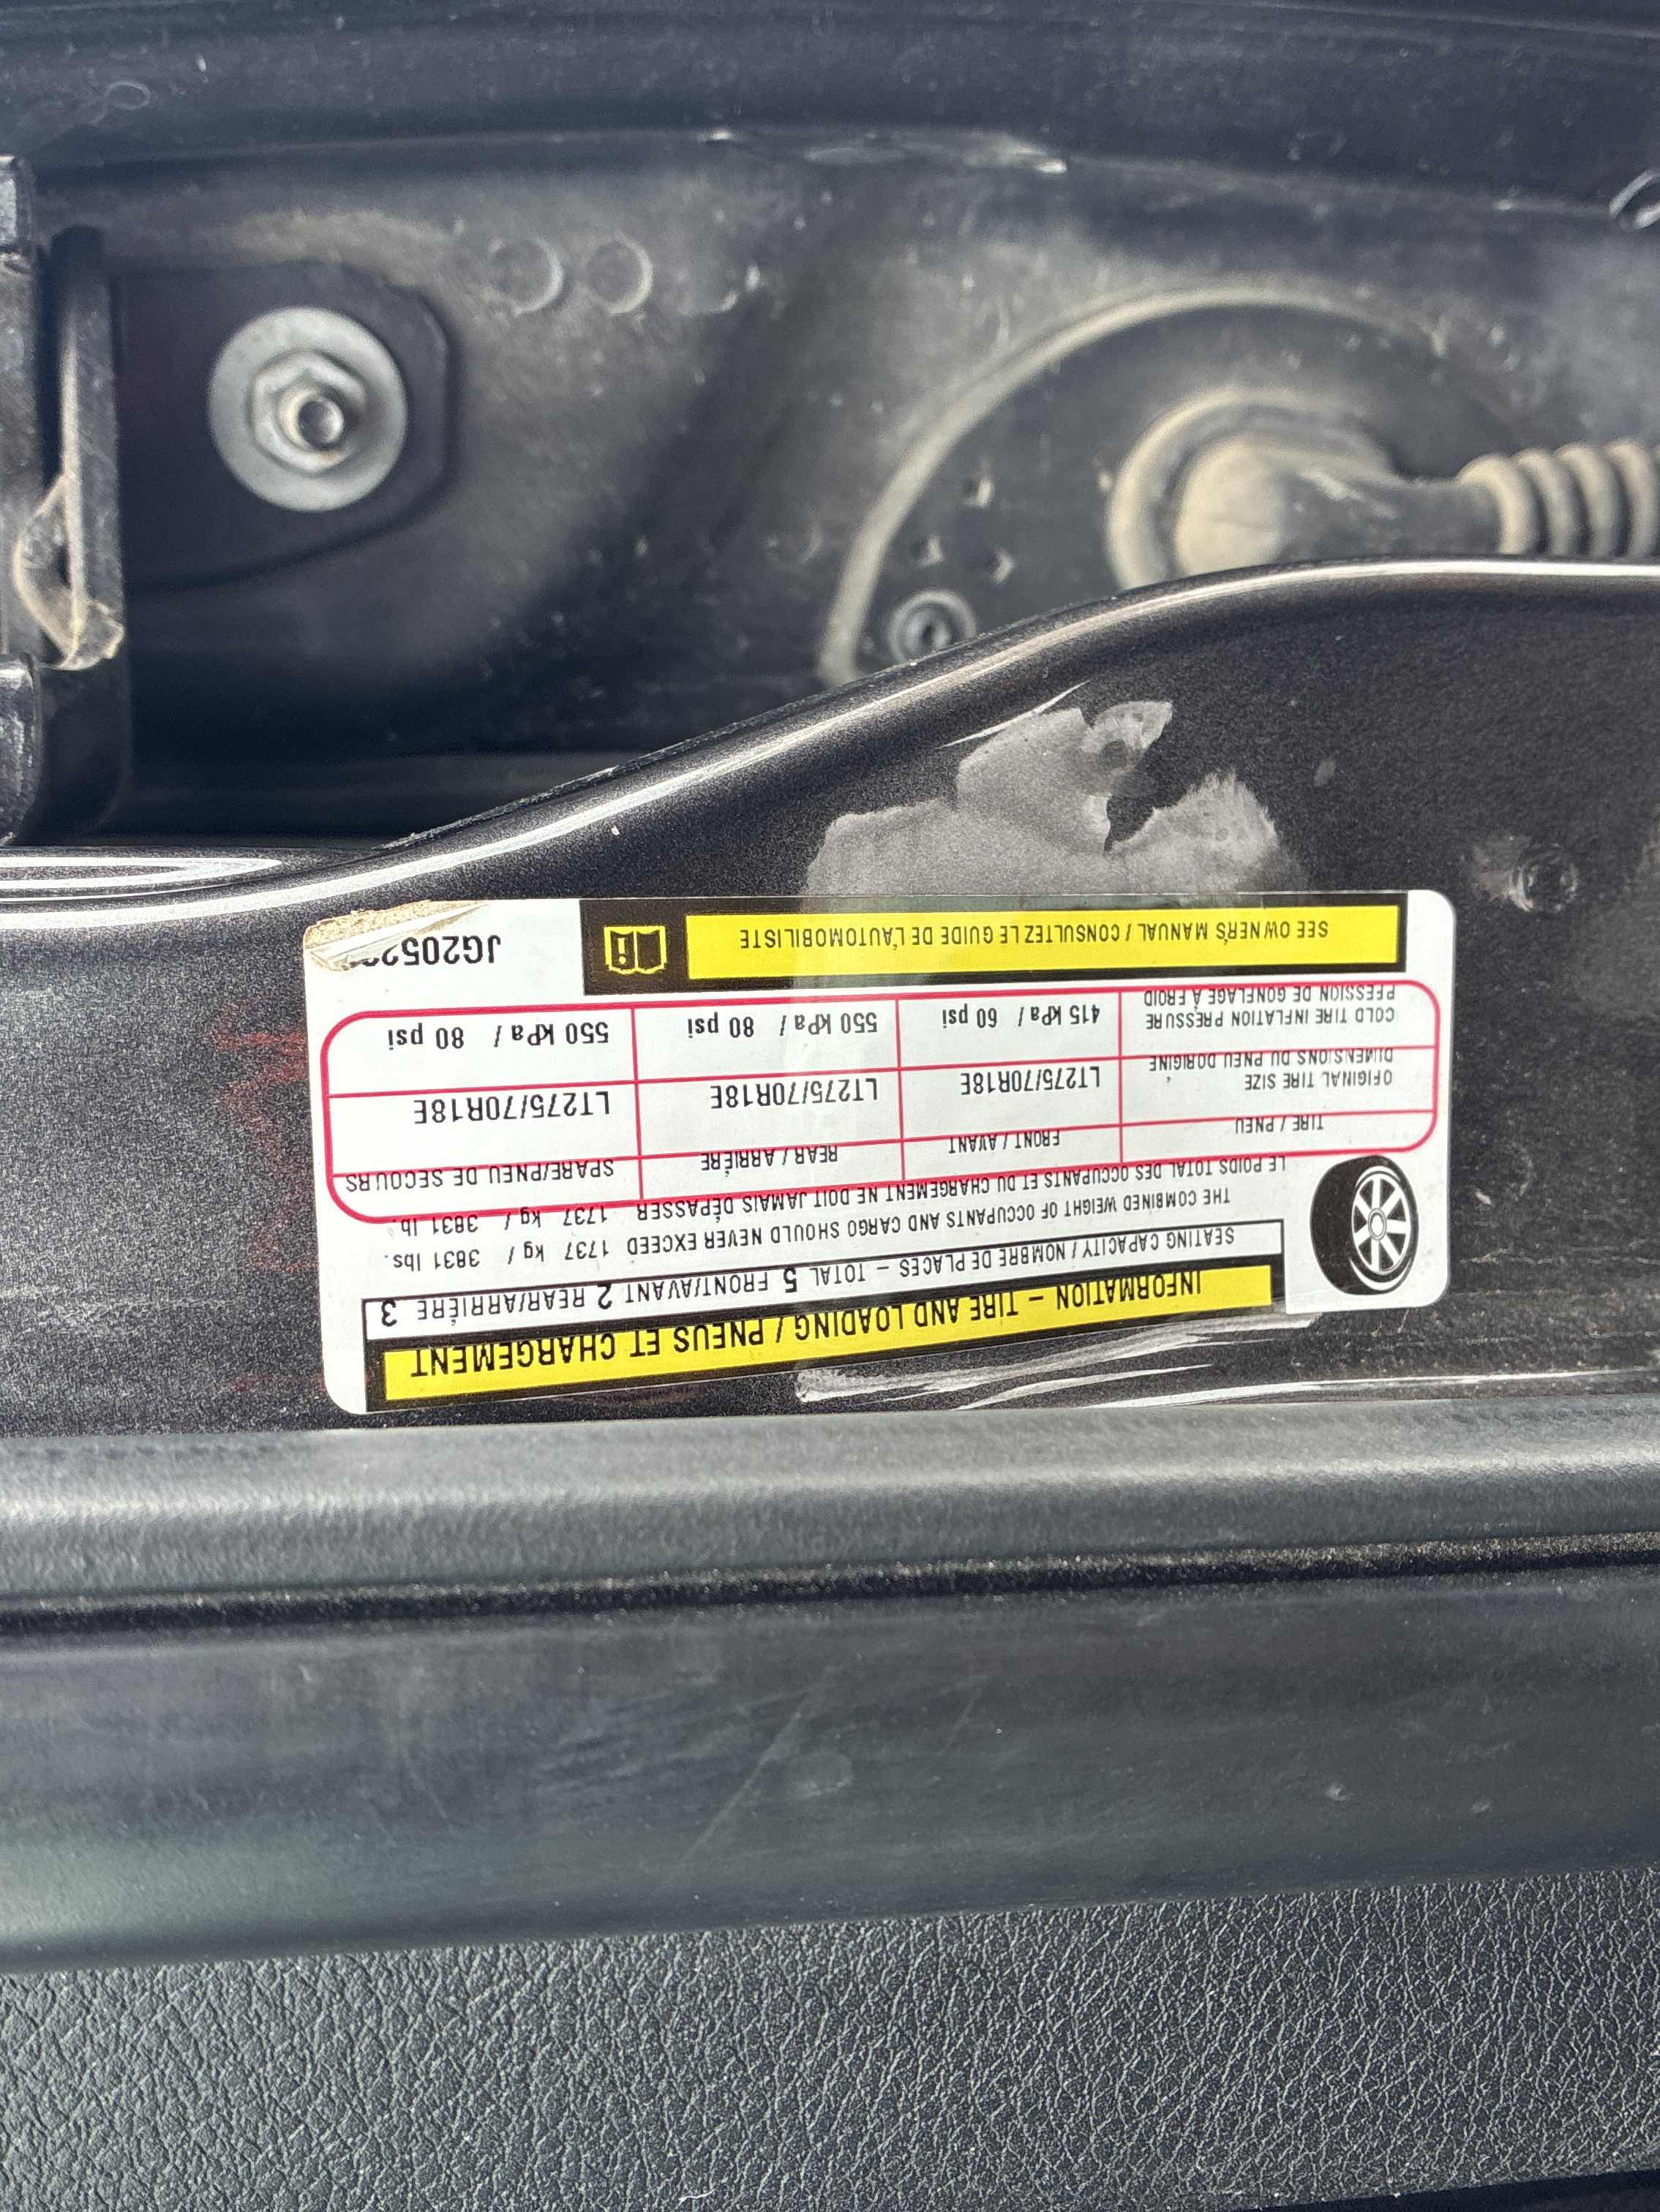 INFORMATION – TIRE AND LOADING / PNEUS ET CHARGEMENT
SEATING CAPACITY / NOMBRE DE PLACES – TOTAL 5 FRONT/AVANT 2 REAR/ARRIÈRE 3
THE COMBINED WEIGHT OF OCCUPANTS AND CARGO SHOULD NEVER EXCEED 1737 kg / 3831 lbs.
LE POIDS TOTAL DES OCCUPANTS ET DU CHARGEMENT NE DOIT JAMAIS DÉPASSER 1737 kg / 3831 lb.
TIRE / PNEU FRONT / AVANT REAR / ARRIÈRE SPARE/PNEU DE SECOURS
ORIGINAL TIRE SIZE
DIMENSIONS DU PNEU D'ORIGINE
LT275/70R18E LT275/70R18E LT275/70R18E
COLD TIRE INFLATION PRESSURE
PRESSION DE GONFLAGE À FROID
415 kPa / 60 psi 550 kPa / 80 psi 550 kPa / 80 psi
SEE OWNER'S MANUAL / CONSULTEZ LE GUIDE DE L'AUTOMOBILISTE
JG2052